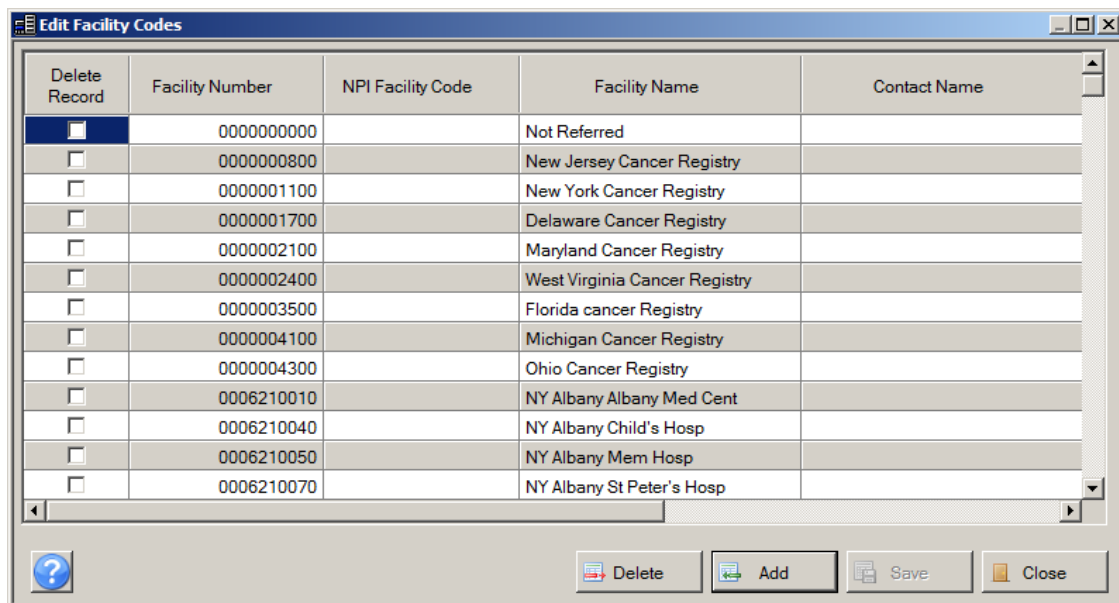 Edit Facility Codes
Delete Record Facility Number NPI Facility Code Facility Name Contact Name
0000000000 Not Referred
0000000800 New Jersey Cancer Registry
0000001100 New York Cancer Registry
0000001700 Delaware Cancer Registry
0000002100 Maryland Cancer Registry
0000002400 West Virginia Cancer Registry
0000003500 Florida cancer Registry
0000004100 Michigan Cancer Registry
0000004300 Ohio Cancer Registry
0006210010 NY Albany Albany Med Cent
0006210040 NY Albany Child's Hosp
0006210050 NY Albany Mem Hosp
0006210070 NY Albany St Peter's Hosp
? Delete Add Save Close